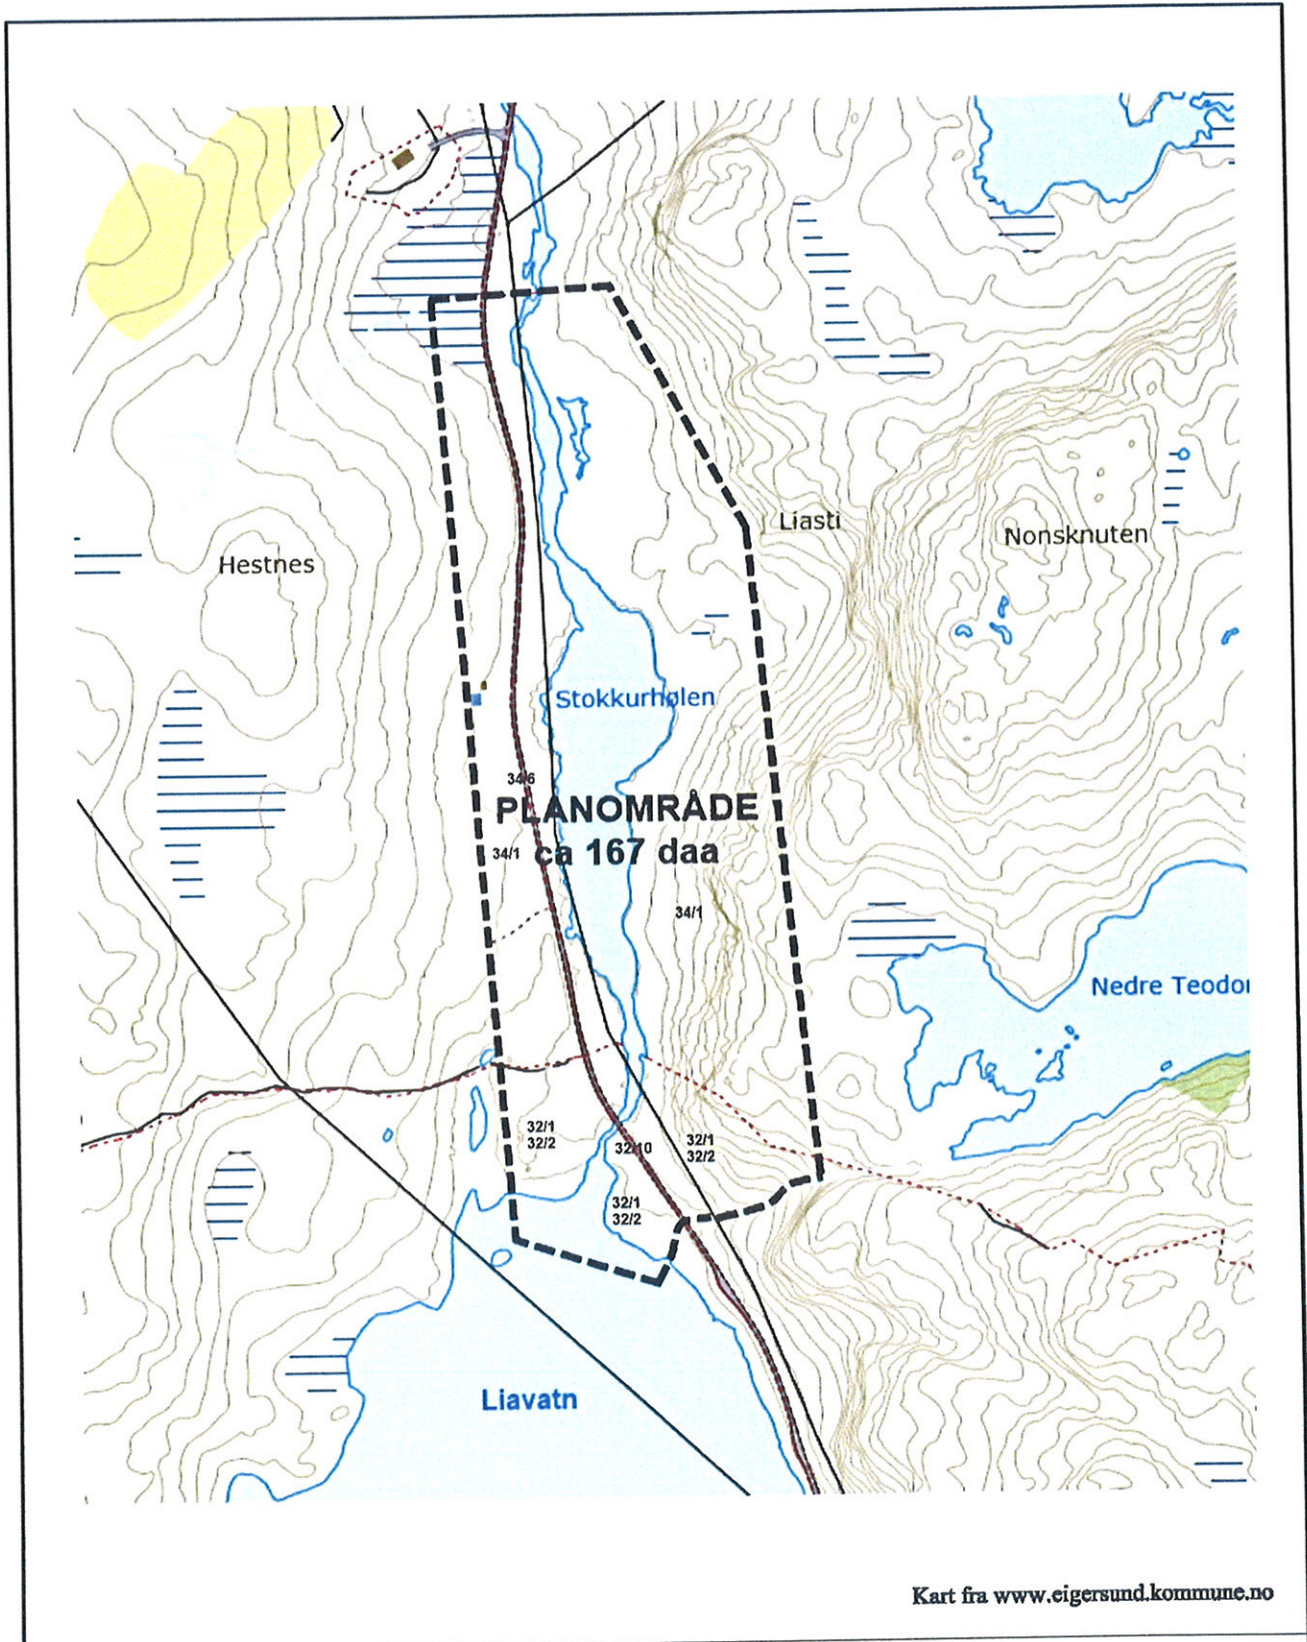 Liasti
Nonsknuten
Hestnes
Stokkurhølen
34/6
PLANOMRÅDE
34/1
ca 167 daa
34/1
Nedre Teodor
32/1
32/2
32/10
32/1
32/2
32/1
32/2
Liavatn
Kart fra www.eigersund.kommune.no